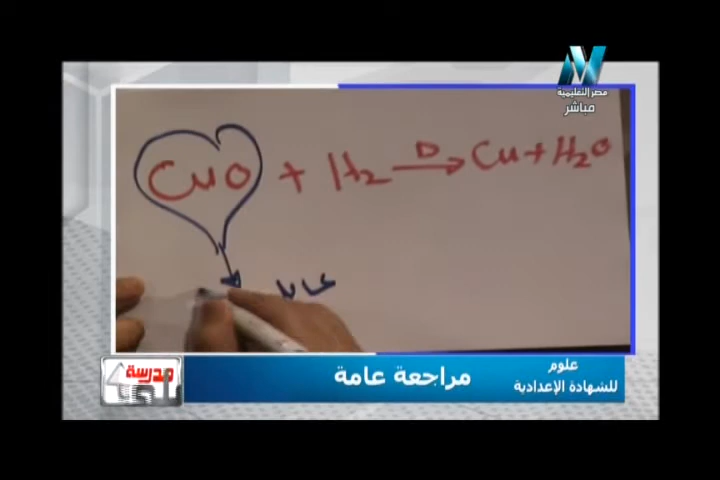 مصر التعليمية
مباشر
CuO + H₂ →Δ Cu + H₂O
علوم
للشهادة الإعدادية
مراجعة عامة
مدرسة